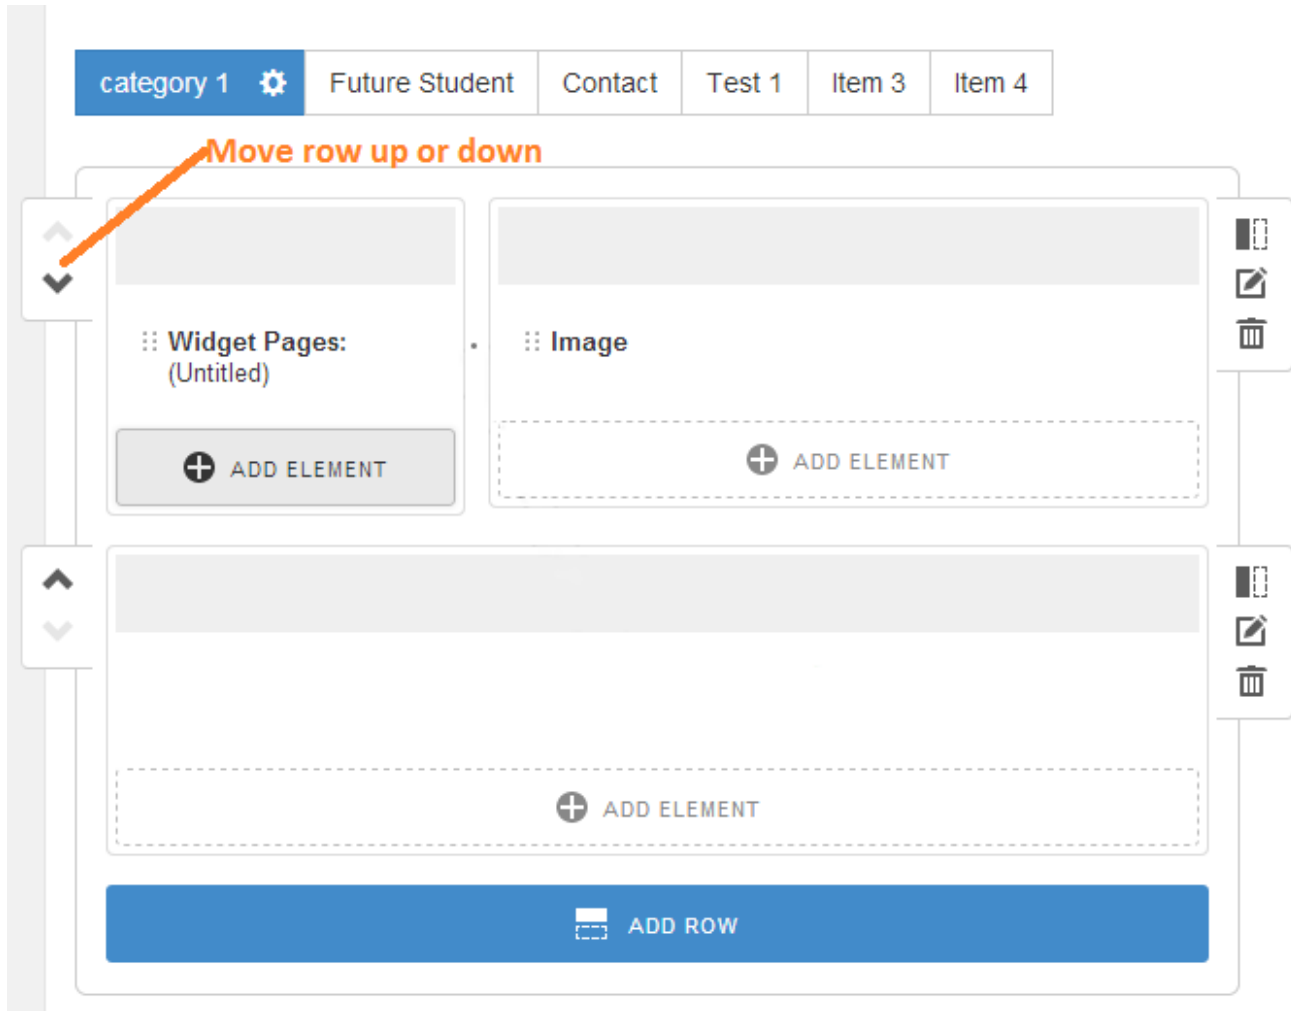 category 1 Future Student Contact Test 1 Item 3 Item 4
Move row up or down
Widget Pages:
(Untitled)
Image
ADD ELEMENT
ADD ELEMENT
ADD ELEMENT
ADD ROW